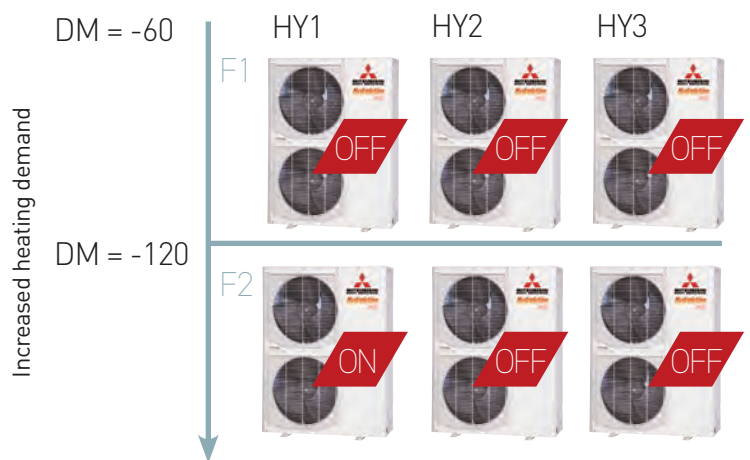 DM = -60
HY1
HY2
HY3
F1
OFF
OFF
OFF
Increased heating demand
DM = -120
F2
ON
OFF
OFF